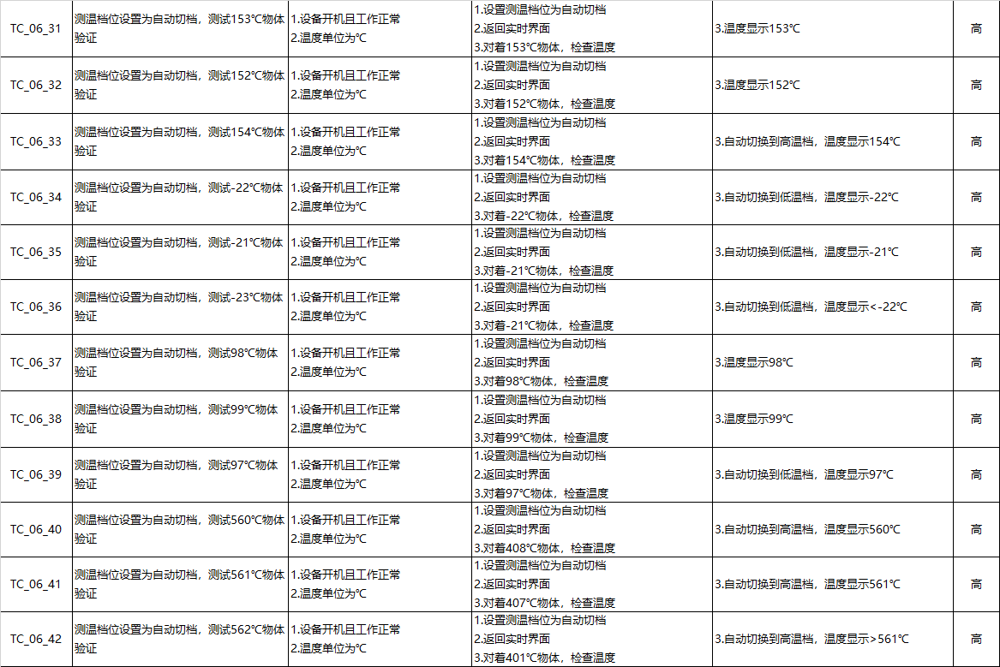 TC_06_31
测温档位设置为自动切档，测试153℃物体
验证
1.设备开机且工作正常
2.温度单位为℃
1.设置测温档位为自动切档
2.返回实时界面
3.对着153℃物体，检查温度
3.温度显示153℃
高
TC_06_32
测温档位设置为自动切档，测试152℃物体
验证
1.设备开机且工作正常
2.温度单位为℃
1.设置测温档位为自动切档
2.返回实时界面
3.对着152℃物体，检查温度
3.温度显示152℃
高
TC_06_33
测温档位设置为自动切档，测试154℃物体
验证
1.设备开机且工作正常
2.温度单位为℃
1.设置测温档位为自动切档
2.返回实时界面
3.对着154℃物体，检查温度
3.自动切换到高温档，温度显示154℃
高
TC_06_34
测温档位设置为自动切档，测试-22℃物体
验证
1.设备开机且工作正常
2.温度单位为℃
1.设置测温档位为自动切档
2.返回实时界面
3.对着-22℃物体，检查温度
3.自动切换到低温档，温度显示-22℃
高
TC_06_35
测温档位设置为自动切档，测试-21℃物体
验证
1.设备开机且工作正常
2.温度单位为℃
1.设置测温档位为自动切档
2.返回实时界面
3.对着-21℃物体，检查温度
3.自动切换到低温档，温度显示-21℃
高
TC_06_36
测温档位设置为自动切档，测试-23℃物体
验证
1.设备开机且工作正常
2.温度单位为℃
1.设置测温档位为自动切档
2.返回实时界面
3.对着-21℃物体，检查温度
3.自动切换到低温档，温度显示<-22℃
高
TC_06_37
测温档位设置为自动切档，测试98℃物体
验证
1.设备开机且工作正常
2.温度单位为℃
1.设置测温档位为自动切档
2.返回实时界面
3.对着98℃物体，检查温度
3.温度显示98℃
高
TC_06_38
测温档位设置为自动切档，测试99℃物体
验证
1.设备开机且工作正常
2.温度单位为℃
1.设置测温档位为自动切档
2.返回实时界面
3.对着99℃物体，检查温度
3.温度显示99℃
高
TC_06_39
测温档位设置为自动切档，测试97℃物体
验证
1.设备开机且工作正常
2.温度单位为℃
1.设置测温档位为自动切档
2.返回实时界面
3.对着97℃物体，检查温度
3.自动切换到低温档，温度显示97℃
高
TC_06_40
测温档位设置为自动切档，测试560℃物体
验证
1.设备开机且工作正常
2.温度单位为℃
1.设置测温档位为自动切档
2.返回实时界面
3.对着408℃物体，检查温度
3.自动切换到高温档，温度显示560℃
高
TC_06_41
测温档位设置为自动切档，测试561℃物体
验证
1.设备开机且工作正常
2.温度单位为℃
1.设置测温档位为自动切档
2.返回实时界面
3.对着407℃物体，检查温度
3.自动切换到高温档，温度显示561℃
高
TC_06_42
测温档位设置为自动切档，测试562℃物体
验证
1.设备开机且工作正常
2.温度单位为℃
1.设置测温档位为自动切档
2.返回实时界面
3.对着401℃物体，检查温度
3.自动切换到高温档，温度显示>561℃
高